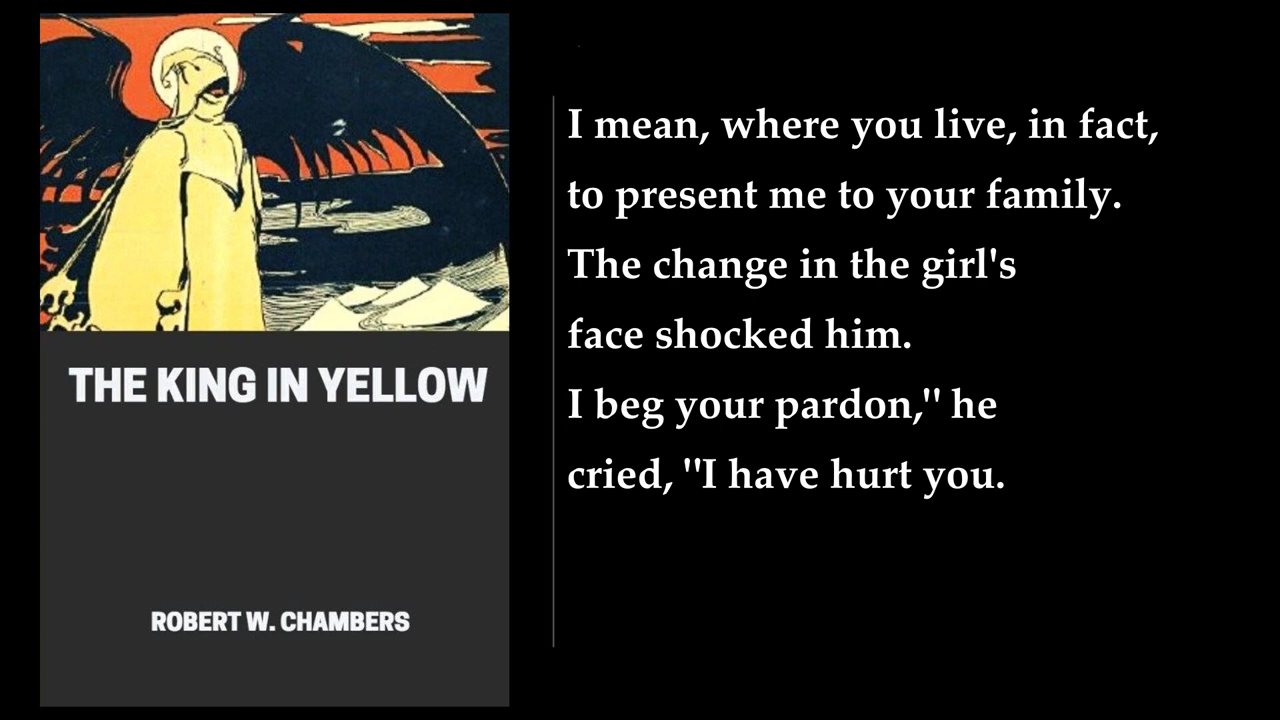 THE KING IN YELLOW
ROBERT W. CHAMBERS
I mean, where you live, in fact,
to present me to your family.
The change in the girl's
face shocked him.
I beg your pardon," he
cried, "I have hurt you.